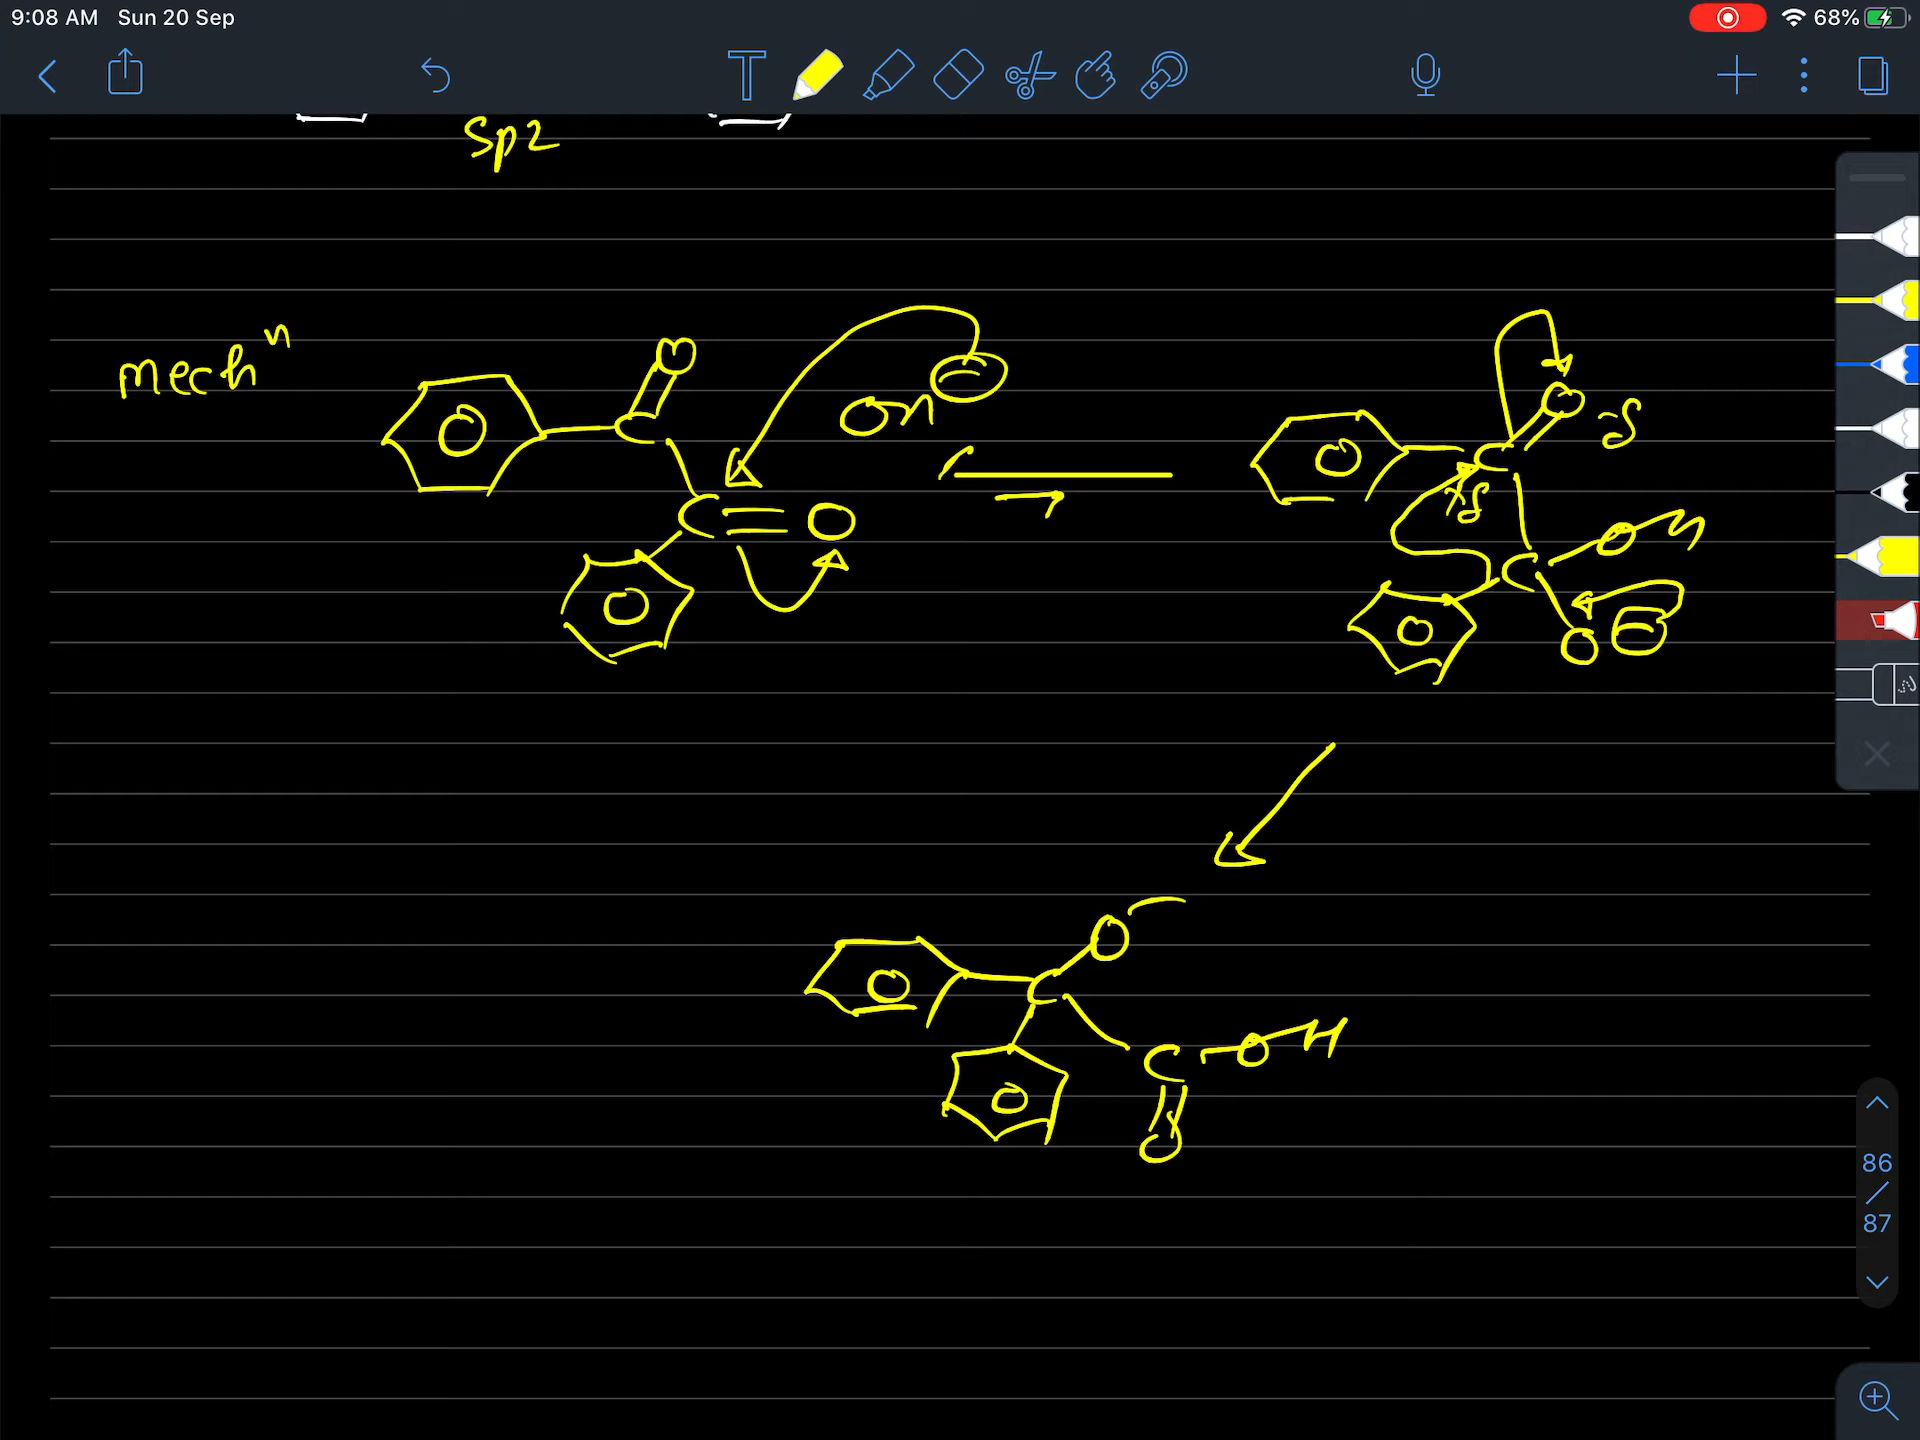 9:08 AM Sun 20 Sep
68%
T
Sp2
mechⁿ
O
C
OH⊖
C = O
O
O
O -δ
O C
+δ
OH
C
O
O ⊖
O⁻
O
C
C - OH
O
O
86
/
87